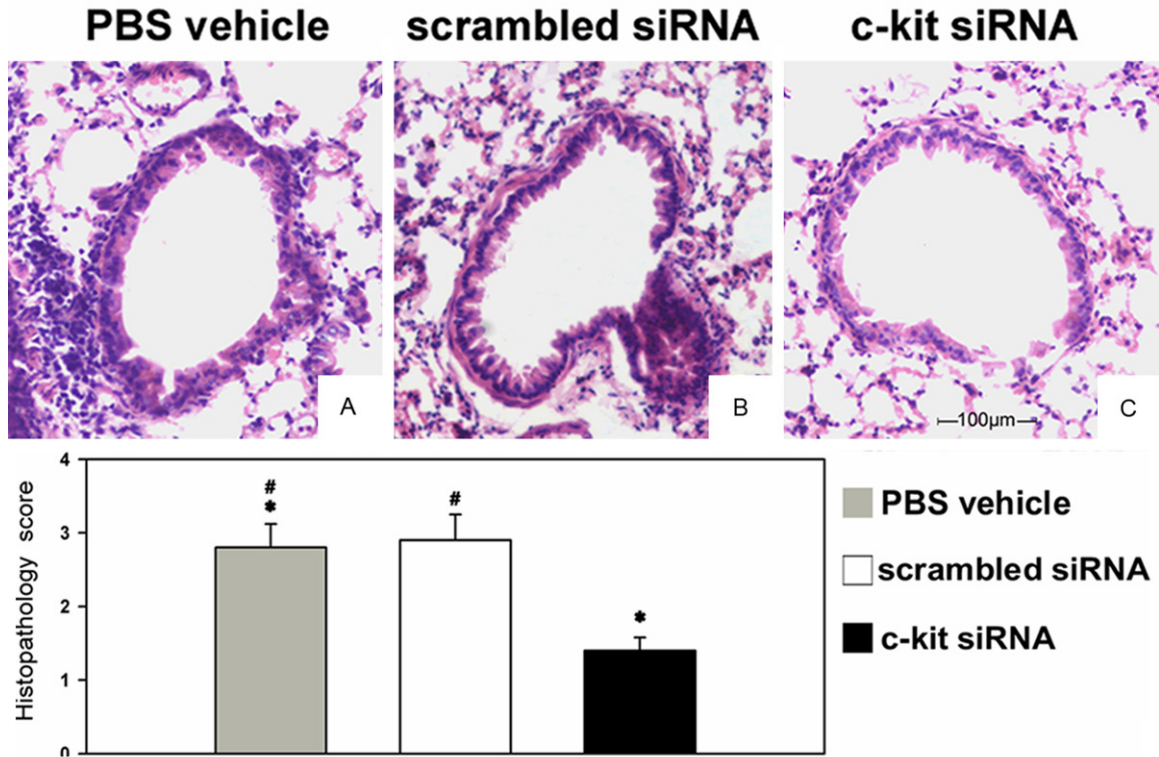 PBS vehicle scrambled siRNA c-kit siRNA
A B C
100μm
Histopathology score
4
3
2
1
0
#
*
#
*
PBS vehicle
scrambled siRNA
c-kit siRNA